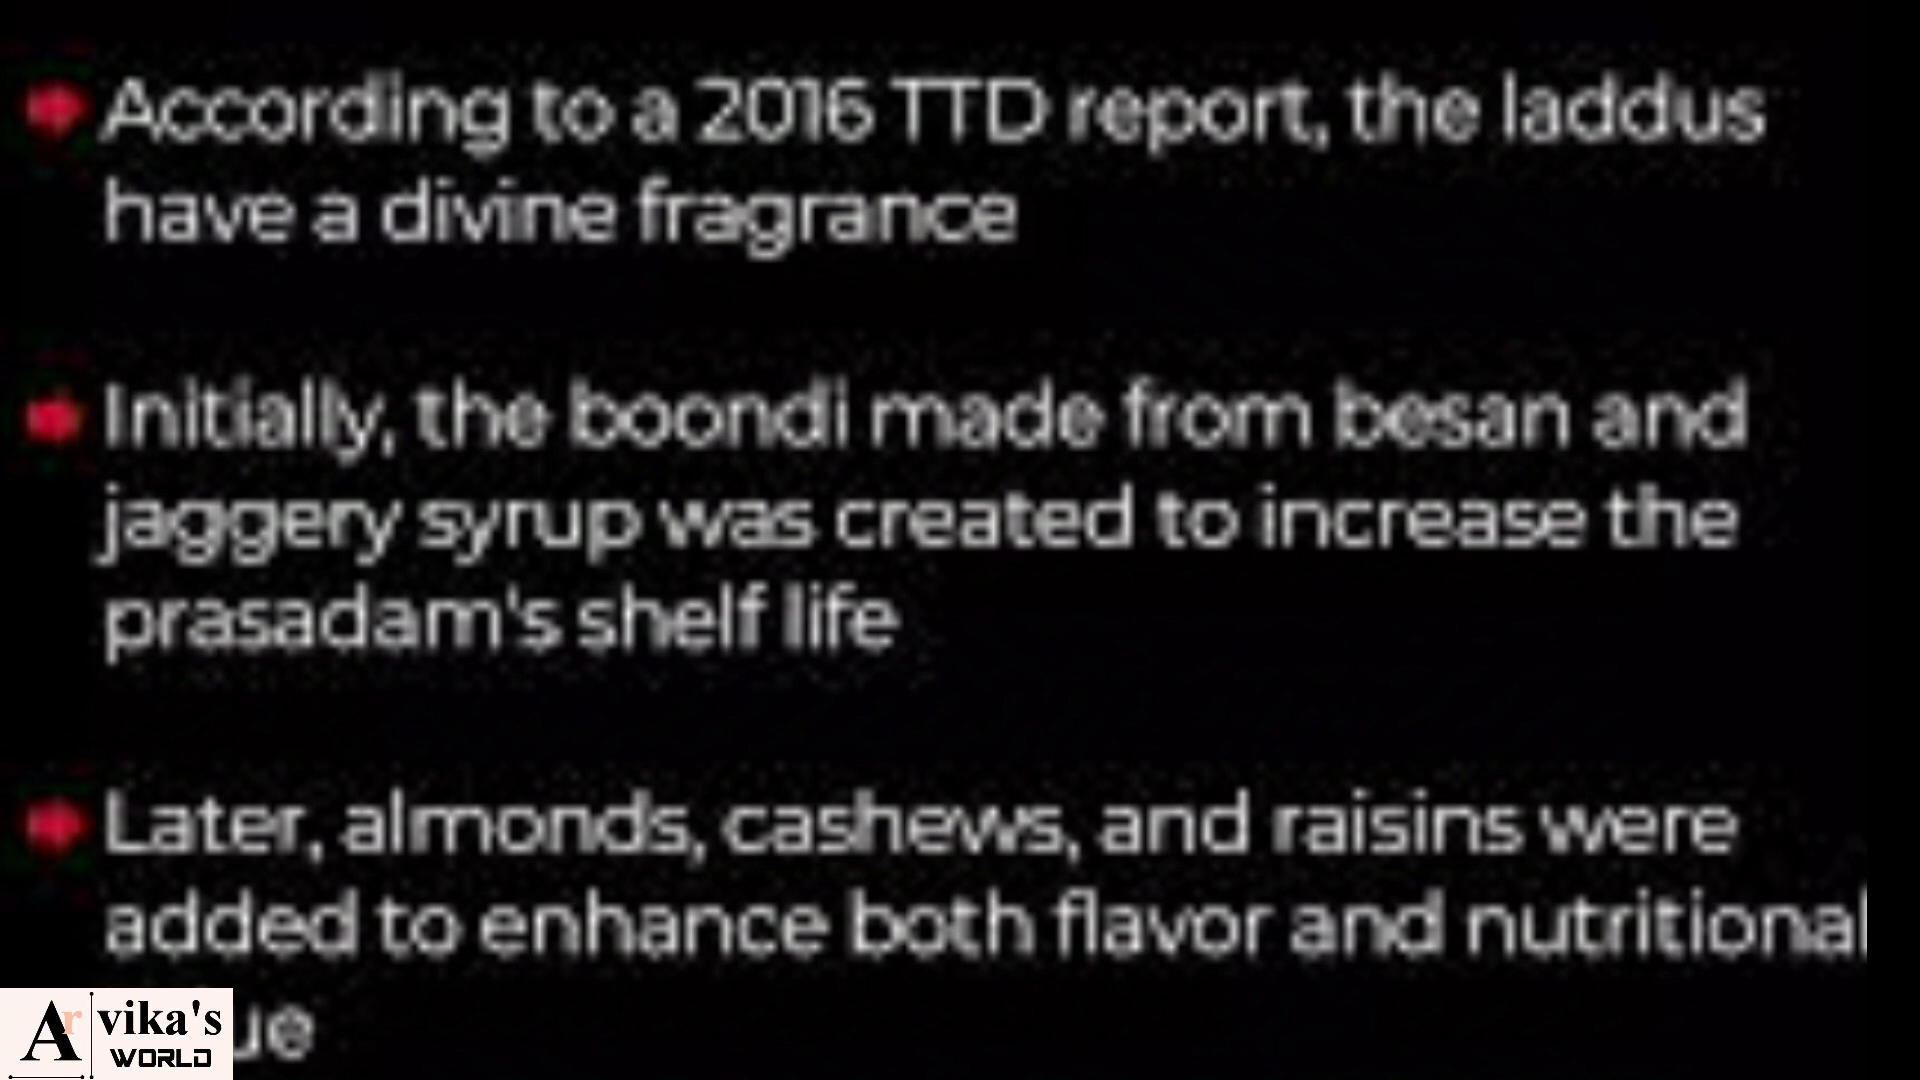 According to a 2016 TTD report, the laddus
have a divine fragrance
Initially, the boondi made from besan and
jaggery syrup was created to increase the
prasadam's shelf life
Later, almonds, cashews, and raisins were
added to enhance both flavor and nutritional
ue
Ar vika's
WORLD